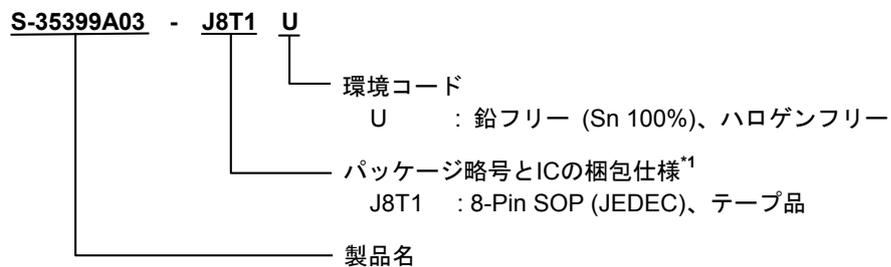 S-35399A03 - J8T1 U
環境コード
U : 鉛フリー (Sn 100%)、ハロゲンフリー
パッケージ略号とICの梱包仕様*1
J8T1 : 8-Pin SOP (JEDEC)、テープ品
製品名